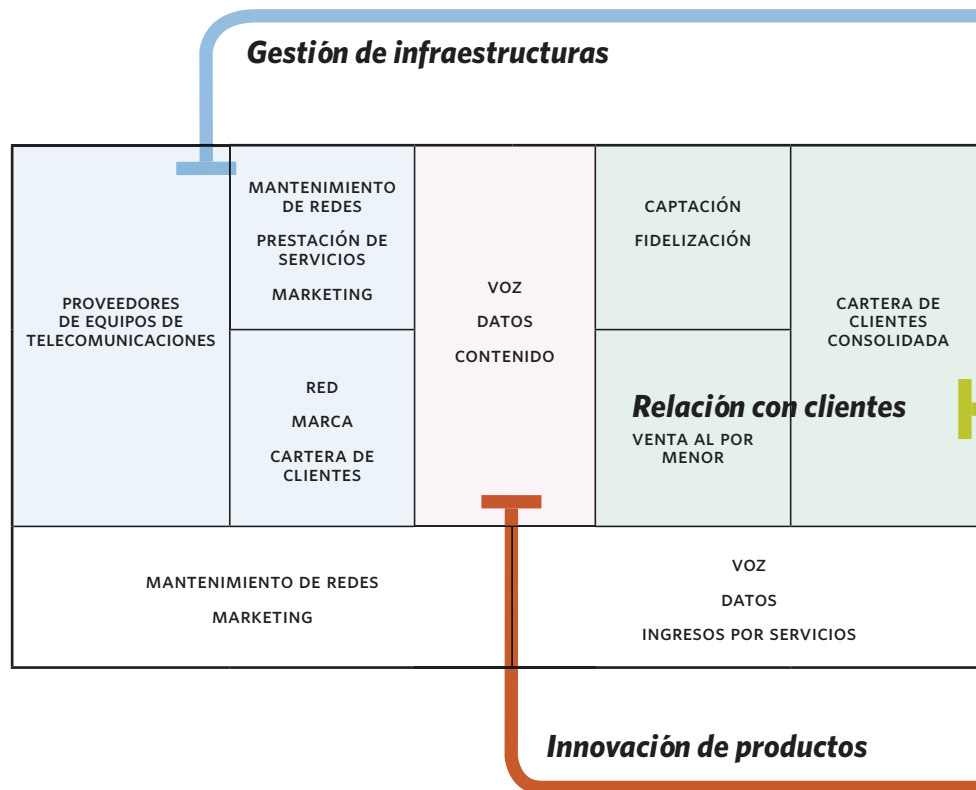 Gestión de infraestructuras
PROVEEDORES
DE EQUIPOS DE
TELECOMUNICACIONES
MANTENIMIENTO
DE REDES
PRESTACIÓN DE
SERVICIOS
MARKETING
RED
MARCA
CARTERA DE
CLIENTES
VOZ
DATOS
CONTENIDO
CAPTACIÓN
FIDELIZACIÓN
Relación con clientes
VENTA AL POR
MENOR
CARTERA DE
CLIENTES
CONSOLIDADA
MANTENIMIENTO DE REDES
MARKETING
VOZ
DATOS
INGRESOS POR SERVICIOS
Innovación de productos